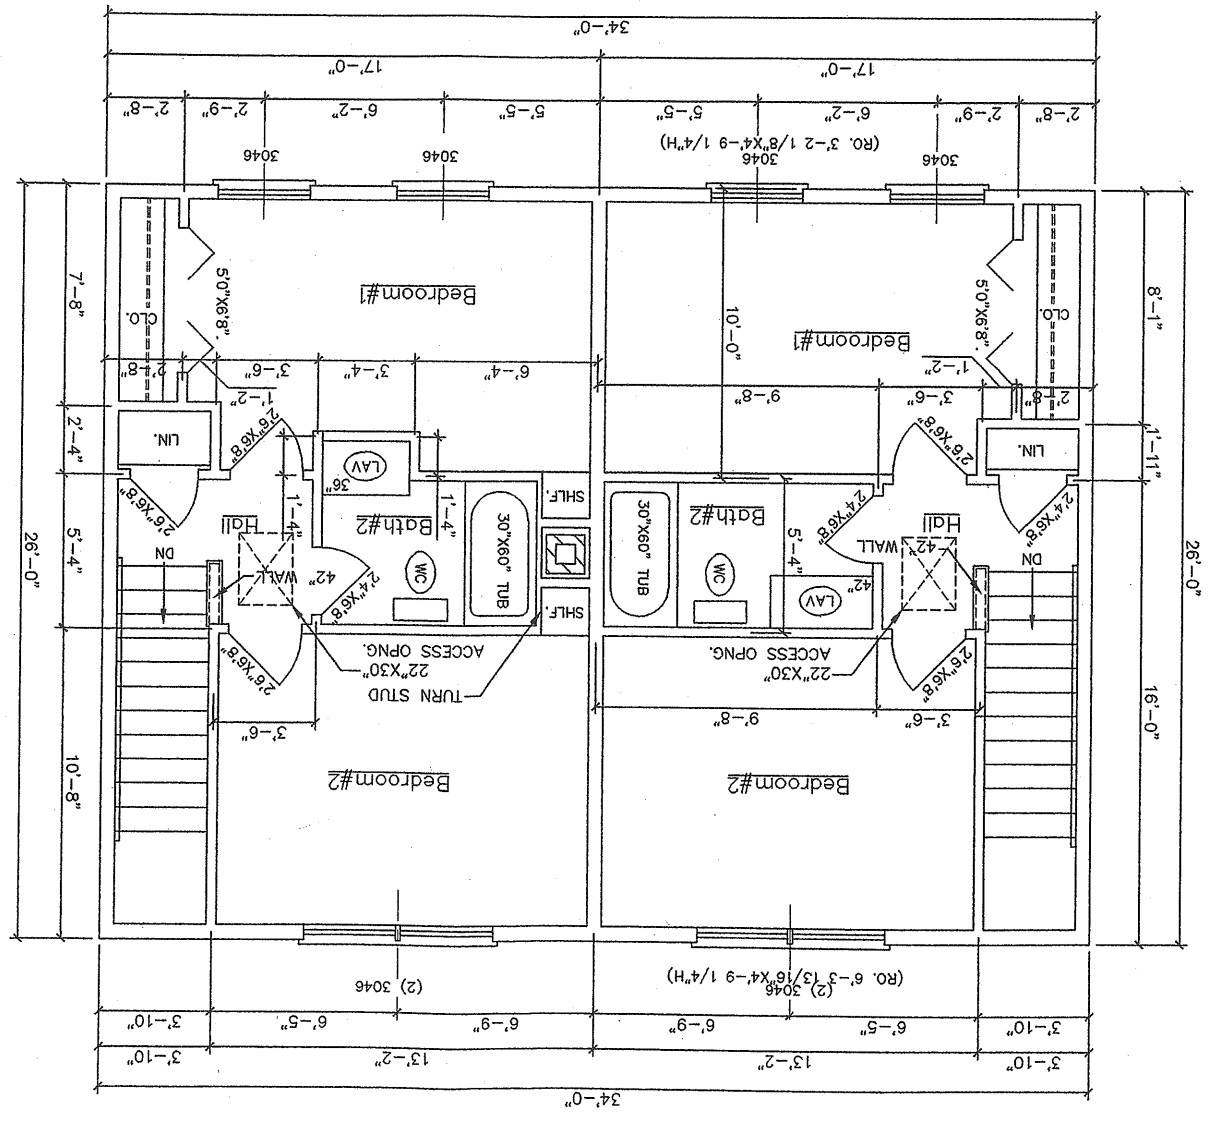 34'-0"
3'-10" 13'-2" 13'-2" 3'-10"
3'-10" 6'-5" 6'-9" 6'-9" 6'-5" 3'-10"
(2) 3046
(RO. 6'-3 13/16"X4'-9 1/4"H)
(2) 3046
Bedroom#2
Bedroom#2
16'-0"
10'-8"
3'-6"
9'-8"
3'-6"
TURN STUD
22"X30"
ACCESS OPNG.
22"X30"
ACCESS OPNG.
2'6"X6'8"
2'6"X6'8"
26'-0"
26'-0"
DN
DN
42"
WALL
42"
WALL
Hall
Hall
LAV
42"
WC
Bath#2
30"X60" TUB
5'-4"
2'4"X6'8"
2'4"X6'8"
SHLF.
SHLF.
30"X60" TUB
WC
Bath#2
LAV
36"
2'4"X6'8"
2'6"X6'8"
1'-4"
1'-4"
5'-4"
1'-11"
2'-4"
LIN.
LIN.
2'6"X6'8"
2'6"X6'8"
2'-8"
3'-6"
9'-8"
1'-2"
6'-4"
3'-4"
3'-6"
2'-8"
1'-2"
Bedroom#1
Bedroom#1
10'-0"
CLO.
CLO.
5'0"X6'8".
5'0"X6'8".
8'-1"
7'-8"
3046
3046
3046
3046
(RO. 3'-2 1/8"X4'-9 1/4"H)
2'-8" 2'-9" 6'-2" 5'-5" 5'-5" 6'-2" 2'-9" 2'-8"
17'-0" 17'-0"
34'-0"